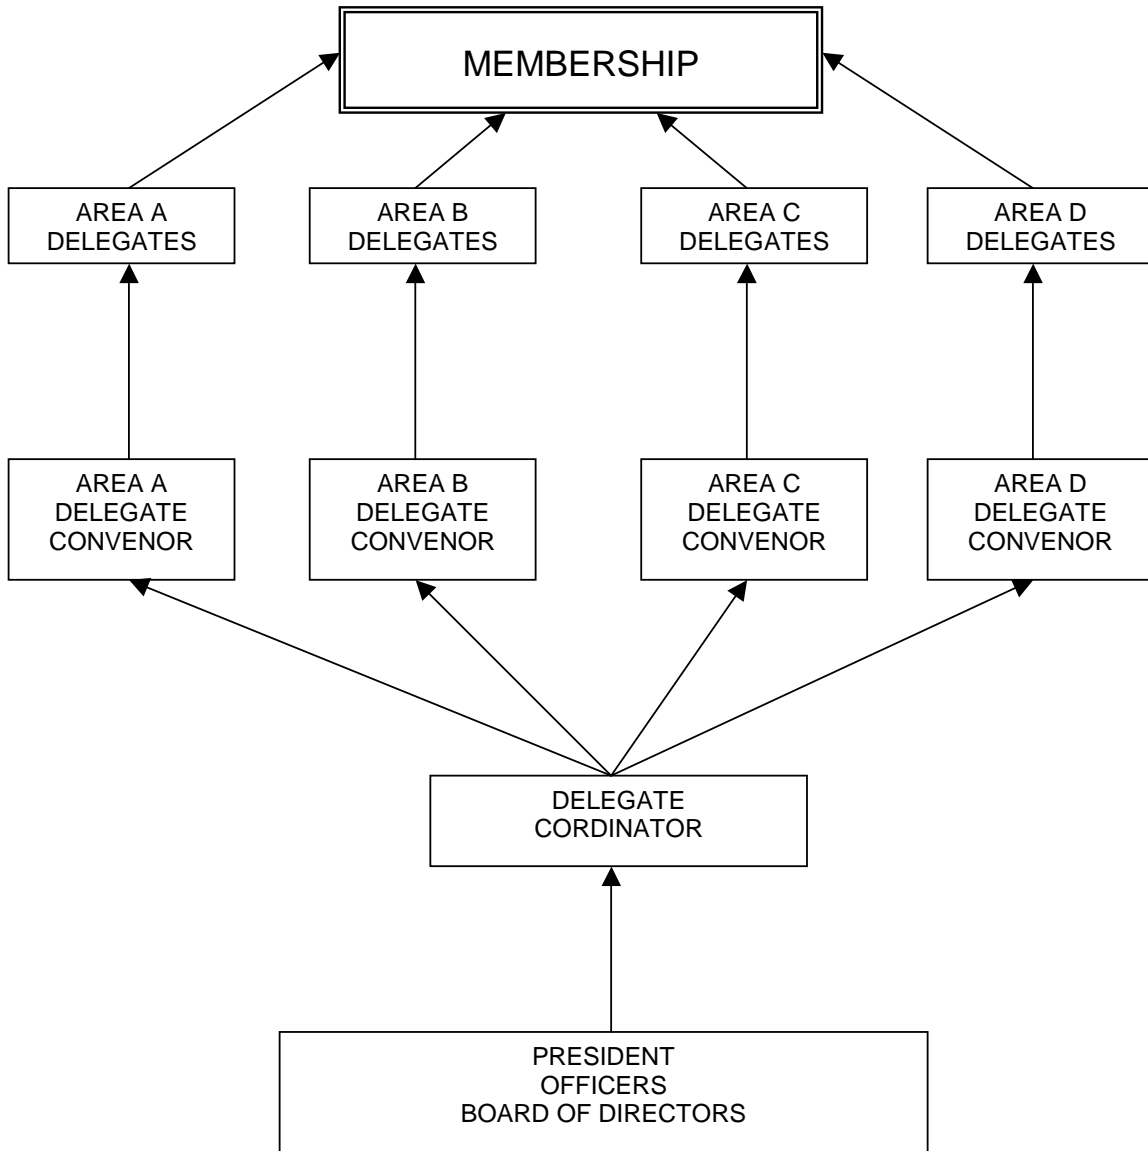 MEMBERSHIP
AREA A
DELEGATES
AREA B
DELEGATES
AREA C
DELEGATES
AREA D
DELEGATES
AREA A
DELEGATE
CONVENOR
AREA B
DELEGATE
CONVENOR
AREA C
DELEGATE
CONVENOR
AREA D
DELEGATE
CONVENOR
DELEGATE
CORDINATOR
PRESIDENT
OFFICERS
BOARD OF DIRECTORS